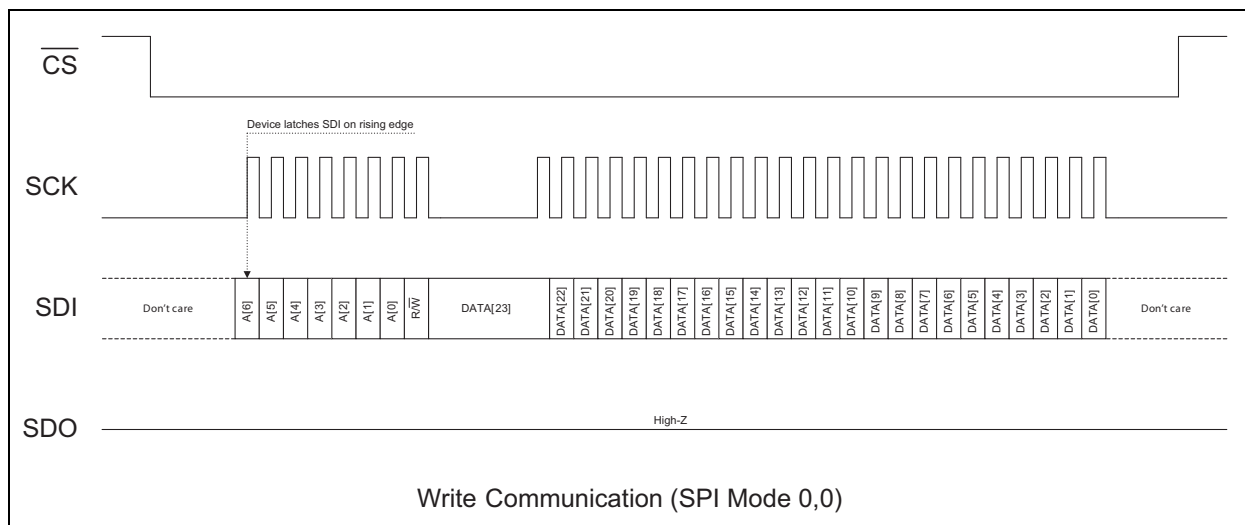 CS
Device latches SDI on rising edge
SCK
SDI
Don't care
A[6]
A[5]
A[4]
A[3]
A[2]
A[1]
A[0]
R/W
DATA[23]
DATA[22]
DATA[21]
DATA[20]
DATA[19]
DATA[18]
DATA[17]
DATA[16]
DATA[15]
DATA[14]
DATA[13]
DATA[12]
DATA[11]
DATA[10]
DATA[9]
DATA[8]
DATA[7]
DATA[6]
DATA[5]
DATA[4]
DATA[3]
DATA[2]
DATA[1]
DATA[0]
Don't care
SDO
High-Z
Write Communication (SPI Mode 0,0)